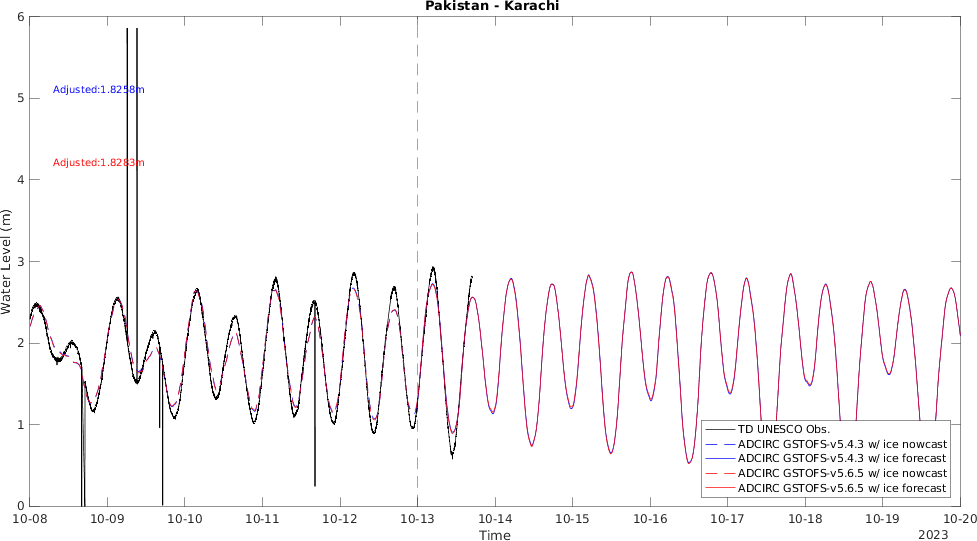 Pakistan - Karachi
6
5
4
3
2
1
0
Water Level (m)
Adjusted:1.8258m
Adjusted:1.8283m
TD UNESCO Obs.
ADCIRC GSTOFS-v5.4.3 w/ ice nowcast
ADCIRC GSTOFS-v5.4.3 w/ ice forecast
ADCIRC GSTOFS-v5.6.5 w/ ice nowcast
ADCIRC GSTOFS-v5.6.5 w/ ice forecast
10-08 10-09 10-10 10-11 10-12 10-13 10-14 10-15 10-16 10-17 10-18 10-19 10-20
Time
2023